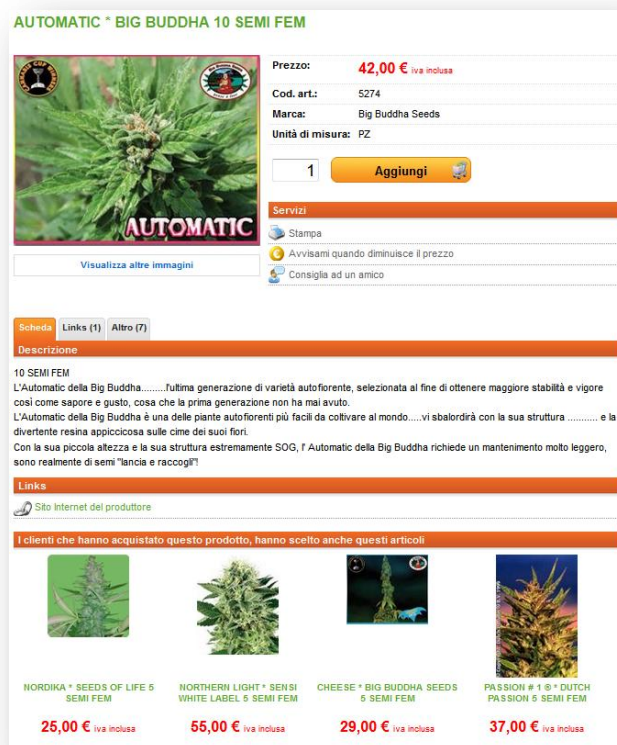 AUTOMATIC * BIG BUDDHA 10 SEMI FEM
AUTOMATIC
Visualizza altre immagini
Prezzo: 42,00 € iva inclusa
Cod. art.: 5274
Marca: Big Buddha Seeds
Unità di misura: PZ
1 Aggiungi
Servizi
Stampa
Avvisami quando diminuisce il prezzo
Consiglia ad un amico
Scheda Links (1) Altro (7)
Descrizione
10 SEMI FEM
L'Automatic della Big Buddha.........l'ultima generazione di varietà autofiorente, selezionata al fine di ottenere maggiore stabilità e vigore
così come sapore e gusto, cosa che la prima generazione non ha mai avuto.
L'Automatic della Big Buddha è una delle piante autofiorenti più facili da coltivare al mondo.....vi sbalordirà con la sua struttura ........... e la
divertente resina appiccicosa sulle cime dei suoi fiori.
Con la sua piccola altezza e la sua struttura estremamente SOG, l' Automatic della Big Buddha richiede un mantenimento molto leggero,
sono realmente di semi "lancia e raccogli"!
Links
Sito Internet del produttore
I clienti che hanno acquistato questo prodotto, hanno scelto anche questi articoli
NORDIKA * SEEDS OF LIFE 5
SEMI FEM
25,00 € iva inclusa
NORTHERN LIGHT * SENSI
WHITE LABEL 5 SEMI FEM
55,00 € iva inclusa
CHEESE * BIG BUDDHA SEEDS
5 SEMI FEM
29,00 € iva inclusa
PASSION # 1 ® * DUTCH
PASSION 5 SEMI FEM
37,00 € iva inclusa